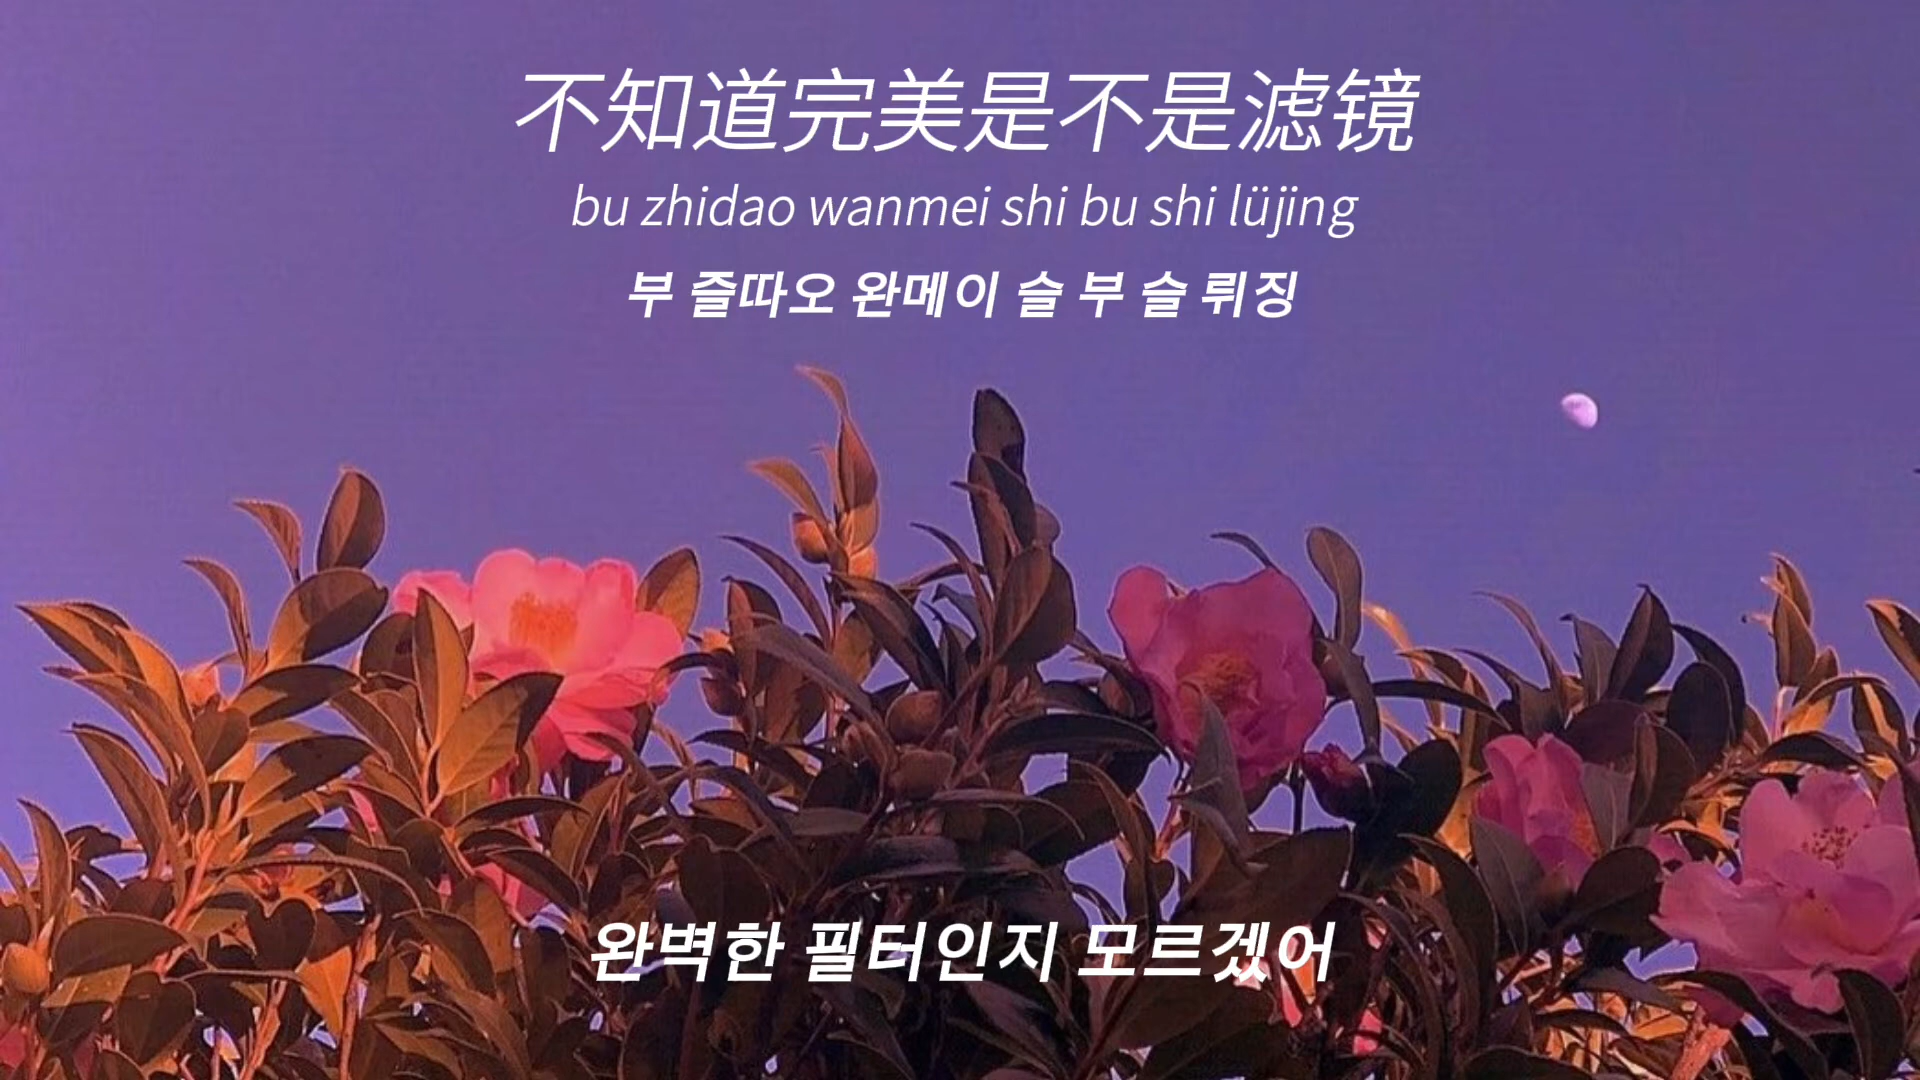 不知道完美是不是滤镜
bu zhidao wanmei shi bu shi lüjing
부 즐따오 완메이 슬 부 슬 뤼징
완벽한 필터인지 모르겠어